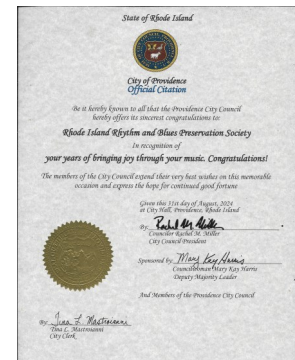 State of Rhode Island
City of Providence
Official Citation
Be it hereby known to all that the Providence City Council
hereby offers its sincerest congratulations to:
Rhode Island Rhythm and Blues Preservation Society
In recognition of
your years of bringing joy through your music. Congratulations!
The members of the City Council extend their very best wishes on this memorable
occasion and express the hope for continued good fortune
Given this 31st day of August, 2024
at City Hall, Providence, Rhode Island
By: Rachel M. Miller
Councilor Rachel M. Miller
City Council President
Sponsored by: Mary Kay Harris
Councilwoman Mary Kay Harris
Deputy Majority Leader
And Members of the Providence City Council
By: Tina L. Mastroianni
Tina L. Mastroianni
City Clerk